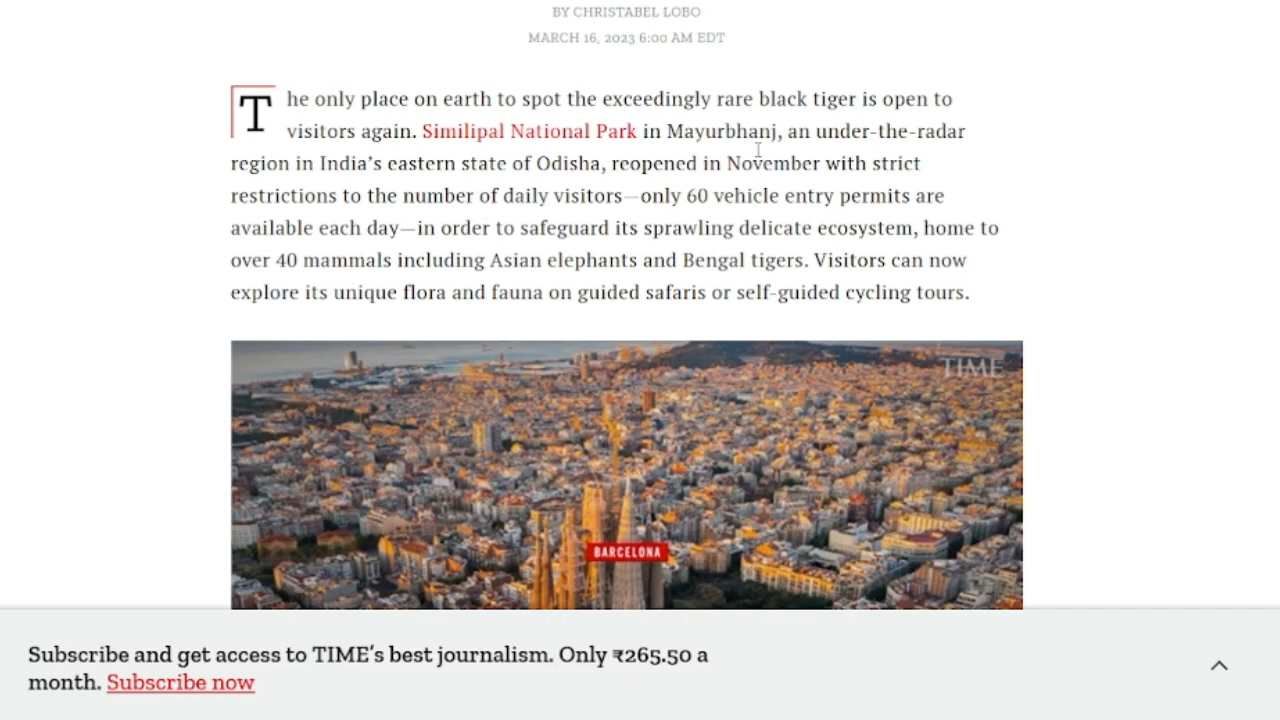 BY CHRISTABEL LOBO
MARCH 16, 2023 6:00 AM EDT
The only place on earth to spot the exceedingly rare black tiger is open to
visitors again. Similipal National Park in Mayurbhanj, an under-the-radar
region in India’s eastern state of Odisha, reopened in November with strict
restrictions to the number of daily visitors—only 60 vehicle entry permits are
available each day—in order to safeguard its sprawling delicate ecosystem, home to
over 40 mammals including Asian elephants and Bengal tigers. Visitors can now
explore its unique flora and fauna on guided safaris or self-guided cycling tours.
TIME
BARCELONA
Subscribe and get access to TIME’s best journalism. Only ₹265.50 a
month. Subscribe now